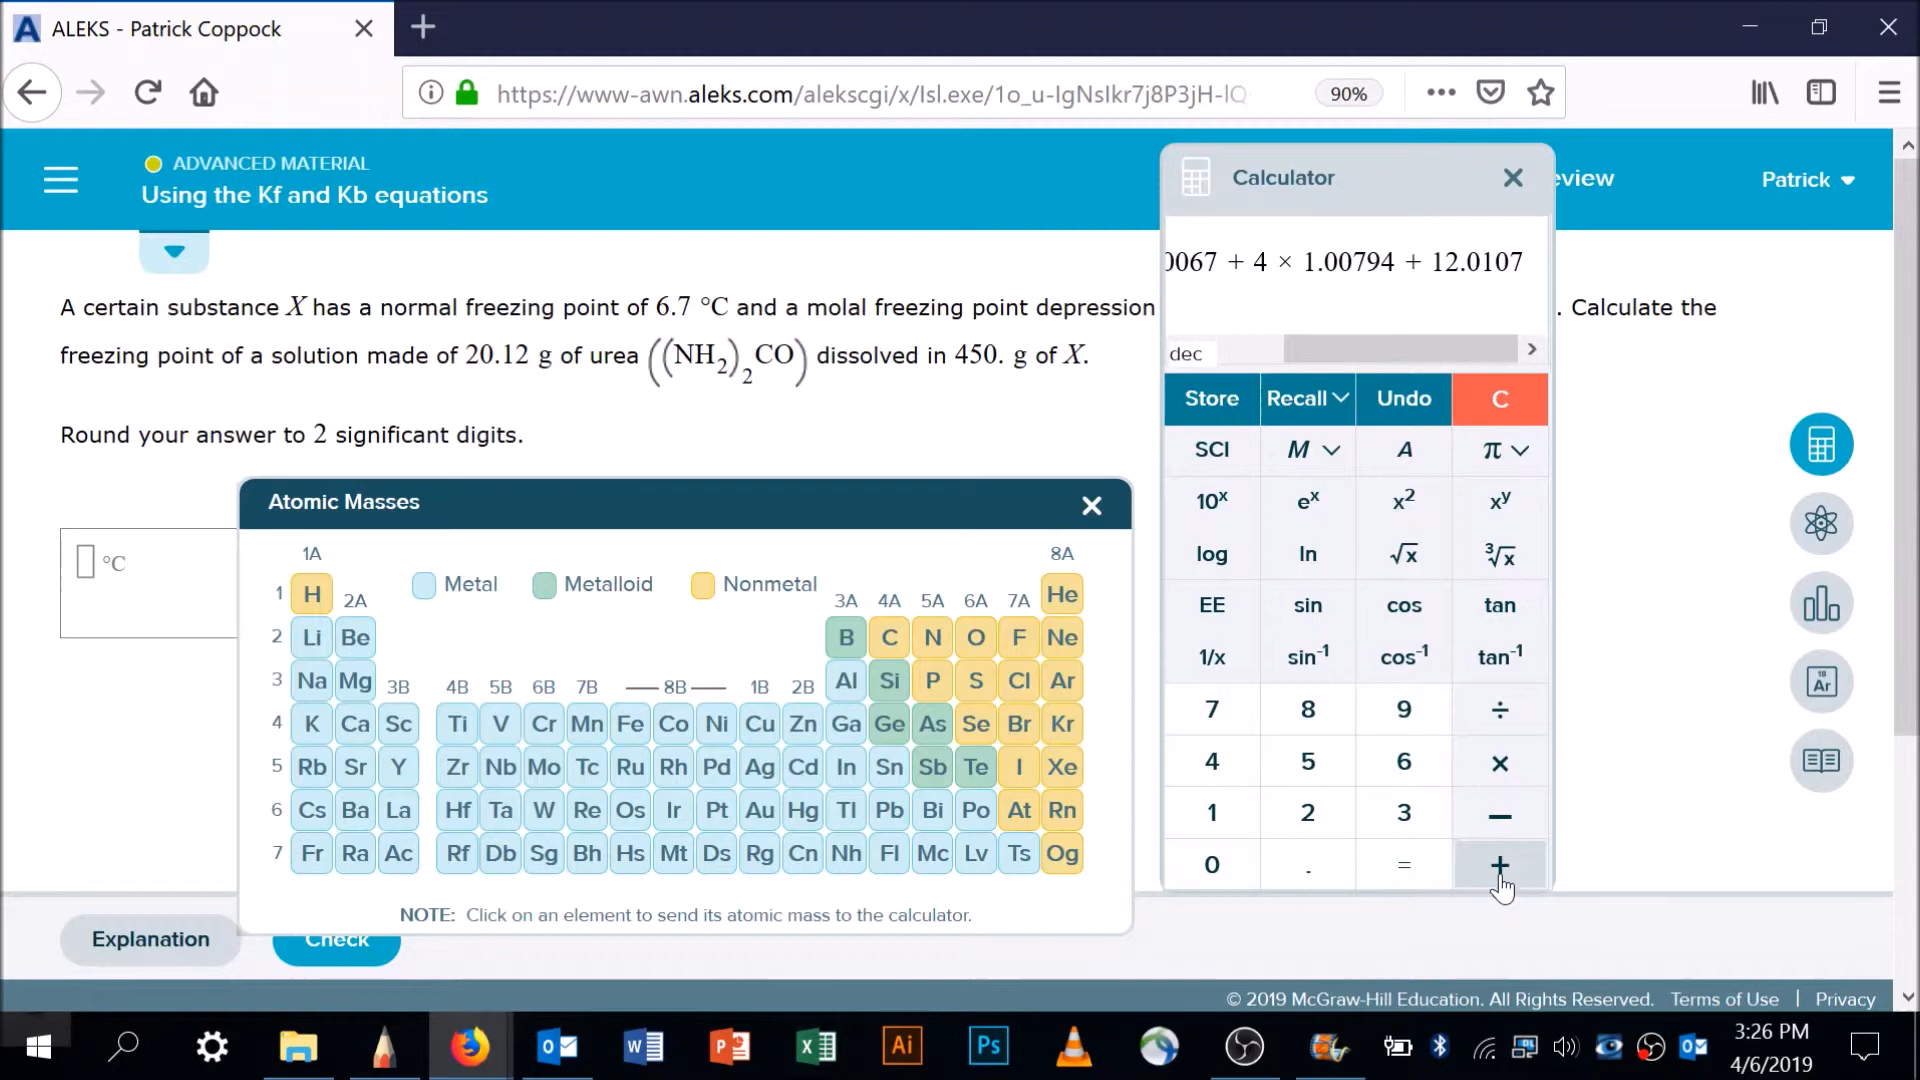 ALEKS - Patrick Coppock
https://www-awn.aleks.com/alekscgi/x/Isl.exe/1o_u-IgNsIkr7j8P3jH-lQ
90%
ADVANCED MATERIAL
Using the Kf and Kb equations
eview
Patrick
A certain substance X has a normal freezing point of 6.7 °C and a molal freezing point depression . Calculate the
freezing point of a solution made of 20.12 g of urea ((NH2)2CO) dissolved in 450. g of X.
Round your answer to 2 significant digits.
°C
Atomic Masses
1A 8A
Metal Metalloid Nonmetal
1 H 2A 3A 4A 5A 6A 7A He
2 Li Be B C N O F Ne
3 Na Mg 3B 4B 5B 6B 7B 8B 1B 2B Al Si P S Cl Ar
4 K Ca Sc Ti V Cr Mn Fe Co Ni Cu Zn Ga Ge As Se Br Kr
5 Rb Sr Y Zr Nb Mo Tc Ru Rh Pd Ag Cd In Sn Sb Te I Xe
6 Cs Ba La Hf Ta W Re Os Ir Pt Au Hg Tl Pb Bi Po At Rn
7 Fr Ra Ac Rf Db Sg Bh Hs Mt Ds Rg Cn Nh Fl Mc Lv Ts Og
NOTE: Click on an element to send its atomic mass to the calculator.
Calculator
0067 + 4 × 1.00794 + 12.0107
dec
Store Recall Undo C
SCI M A π
10ˣ eˣ x² xʸ
log ln √x ³√x
EE sin cos tan
1/x sin⁻¹ cos⁻¹ tan⁻¹
7 8 9 ÷
4 5 6 ×
1 2 3 −
0 . = +
18
Ar
Explanation
Check
© 2019 McGraw-Hill Education. All Rights Reserved. Terms of Use | Privacy
Ai
Ps
3:26 PM
4/6/2019